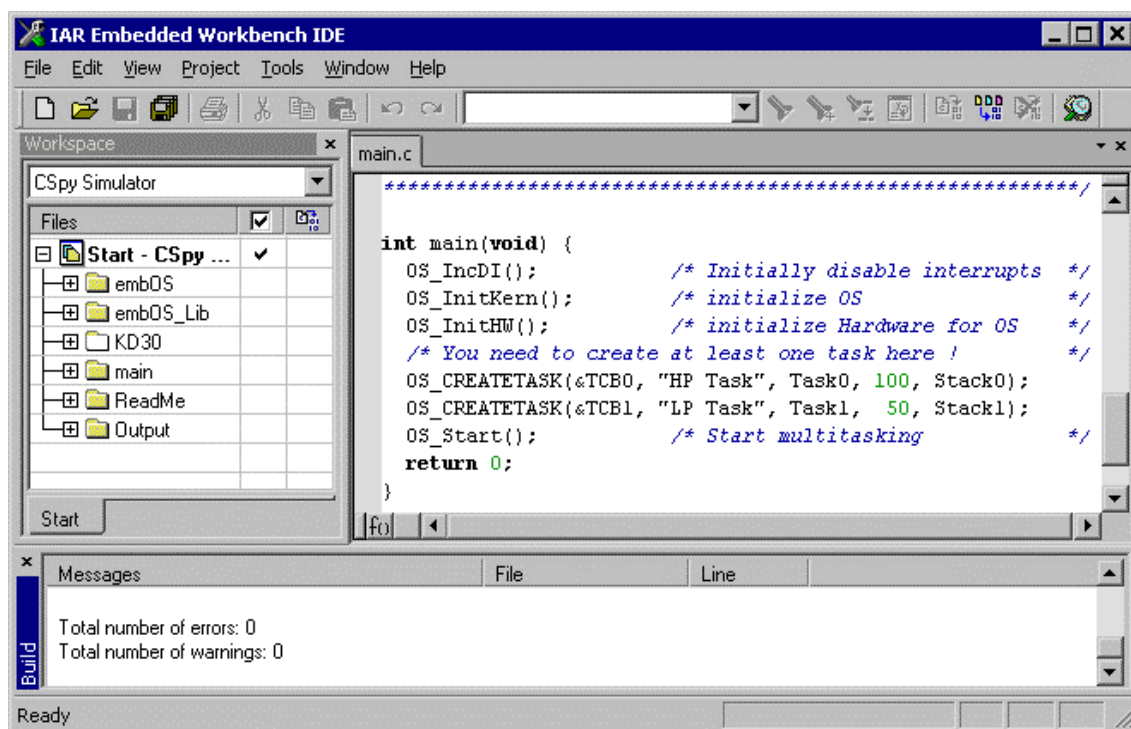 IAR Embedded Workbench IDE
File Edit View Project Tools Window Help
Workspace
CSpy Simulator
Files
Start - CSpy ...
embOS
embOS_Lib
KD30
main
ReadMe
Output
Start
main.c
**********************************************************/
int main(void) {
OS_IncDI(); /* Initially disable interrupts */
OS_InitKern(); /* initialize OS */
OS_InitHW(); /* initialize Hardware for OS */
/* You need to create at least one task here ! */
OS_CREATETASK(&TCB0, "HP Task", Task0, 100, Stack0);
OS_CREATETASK(&TCB1, "LP Task", Task1, 50, Stack1);
OS_Start(); /* Start multitasking */
return 0;
}
Messages File Line
Total number of errors: 0
Total number of warnings: 0
Build
Ready